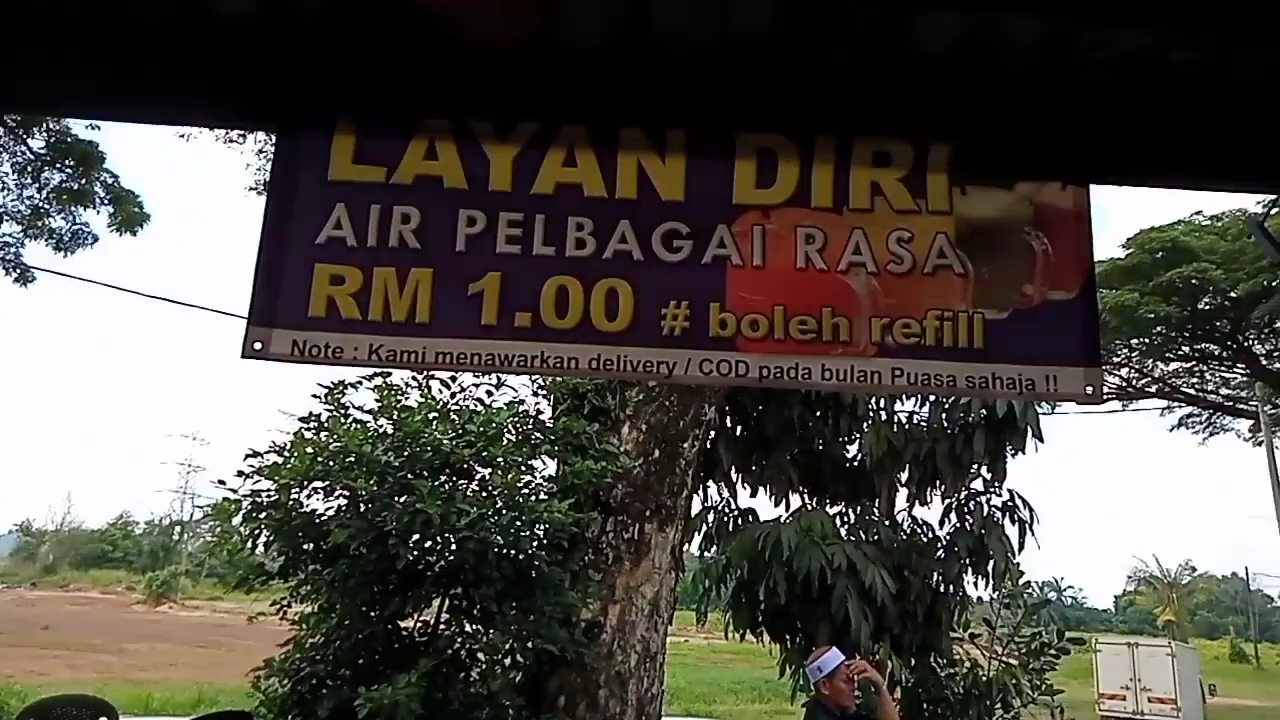 LAYAN DIRI
AIR PELBAGAI RASA
RM 1.00 # boleh refill
Note : Kami menawarkan delivery / COD pada bulan Puasa sahaja !!